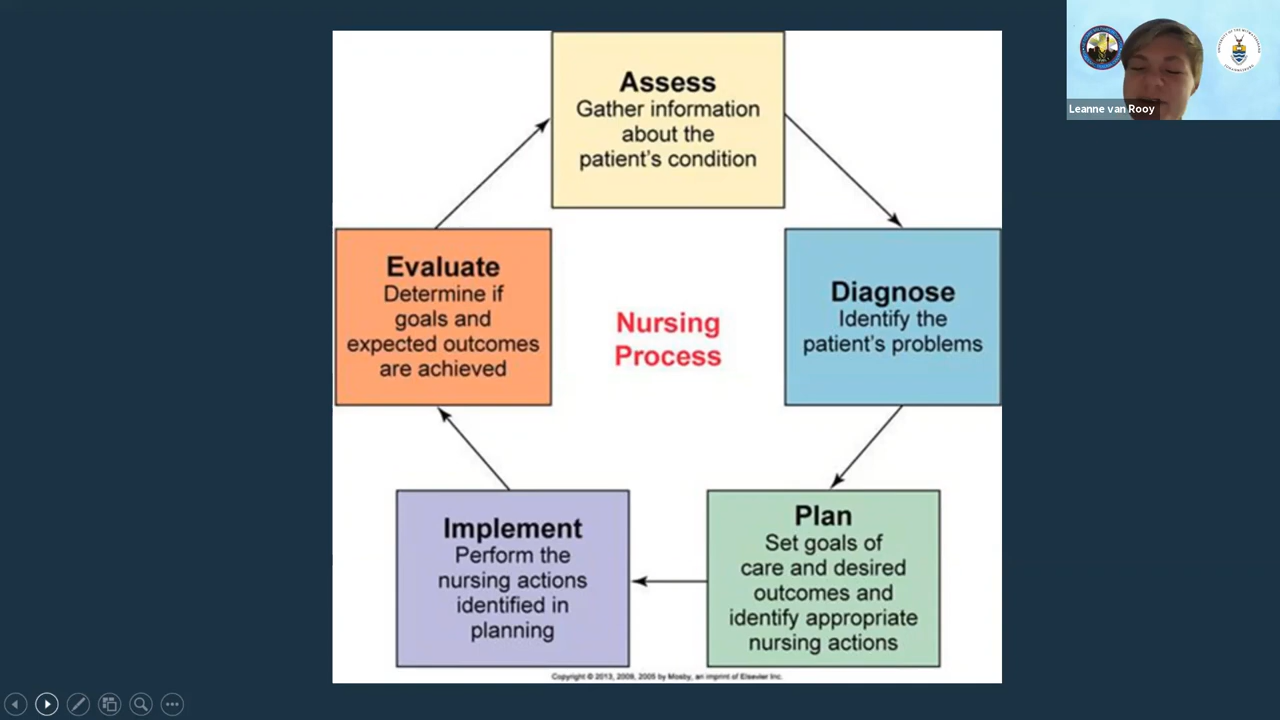 Assess
Gather information
about the
patient's condition
Evaluate
Determine if
goals and
expected outcomes
are achieved
Nursing
Process
Diagnose
Identify the
patient's problems
Implement
Perform the
nursing actions
identified in
planning
Plan
Set goals of
care and desired
outcomes and
identify appropriate
nursing actions
Copyright © 2013, 2009, 2005 by Mosby, an imprint of Elsevier Inc.
Leanne van Rooy